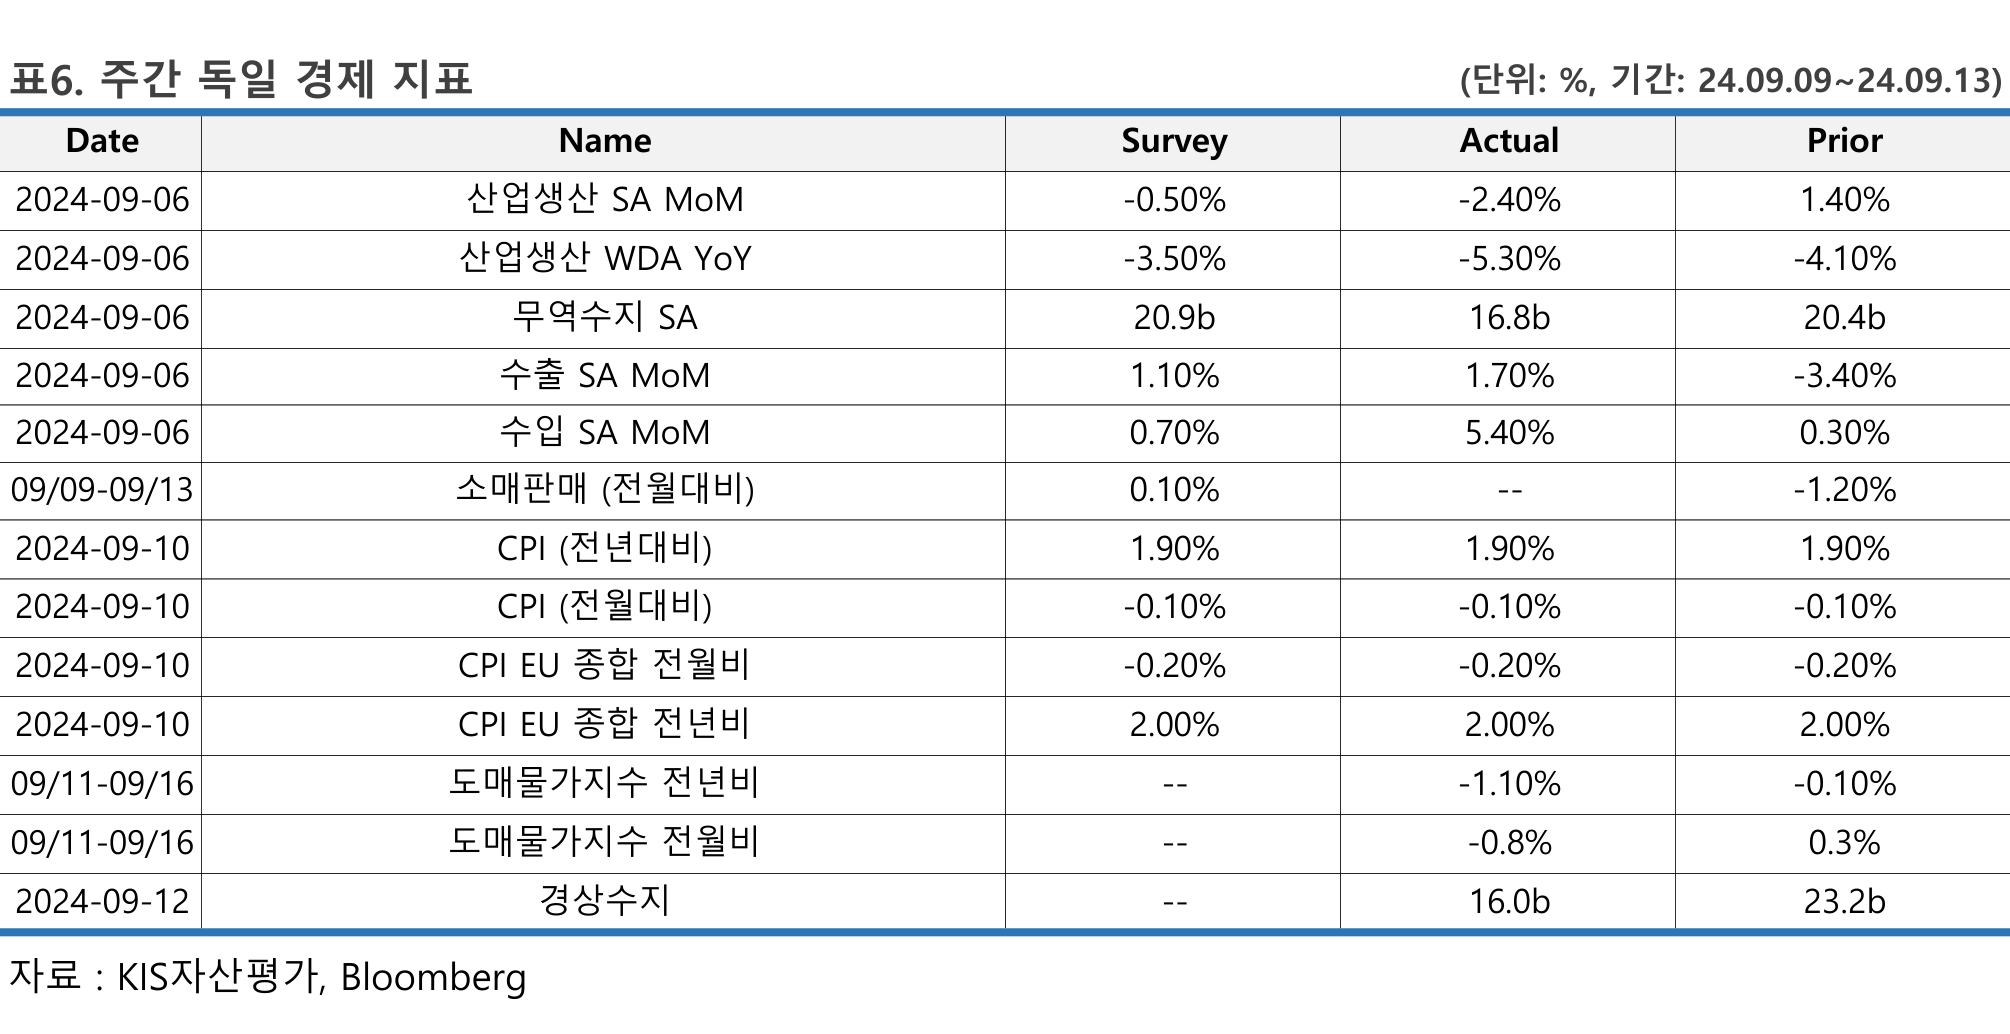 표6. 주간 독일 경제 지표 (단위: %, 기간: 24.09.09~24.09.13)
Date Name Survey Actual Prior
2024-09-06 산업생산 SA MoM -0.50% -2.40% 1.40%
2024-09-06 산업생산 WDA YoY -3.50% -5.30% -4.10%
2024-09-06 무역수지 SA 20.9b 16.8b 20.4b
2024-09-06 수출 SA MoM 1.10% 1.70% -3.40%
2024-09-06 수입 SA MoM 0.70% 5.40% 0.30%
09/09-09/13 소매판매 (전월대비) 0.10% -- -1.20%
2024-09-10 CPI (전년대비) 1.90% 1.90% 1.90%
2024-09-10 CPI (전월대비) -0.10% -0.10% -0.10%
2024-09-10 CPI EU 종합 전월비 -0.20% -0.20% -0.20%
2024-09-10 CPI EU 종합 전년비 2.00% 2.00% 2.00%
09/11-09/16 도매물가지수 전년비 -- -1.10% -0.10%
09/11-09/16 도매물가지수 전월비 -- -0.8% 0.3%
2024-09-12 경상수지 -- 16.0b 23.2b
자료 : KIS자산평가, Bloomberg